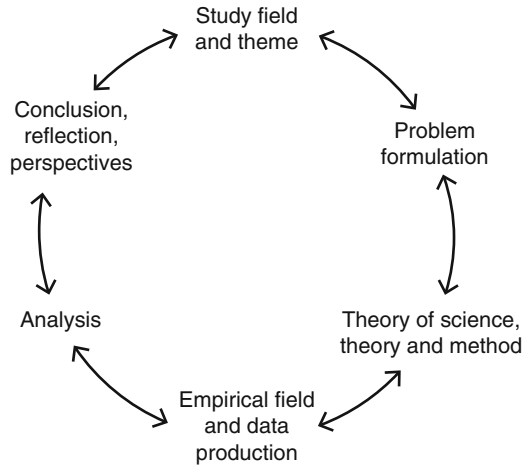 Study field
and theme
Problem
formulation
Theory of science,
theory and method
Empirical field
and data
production
Analysis
Conclusion,
reflection,
perspectives